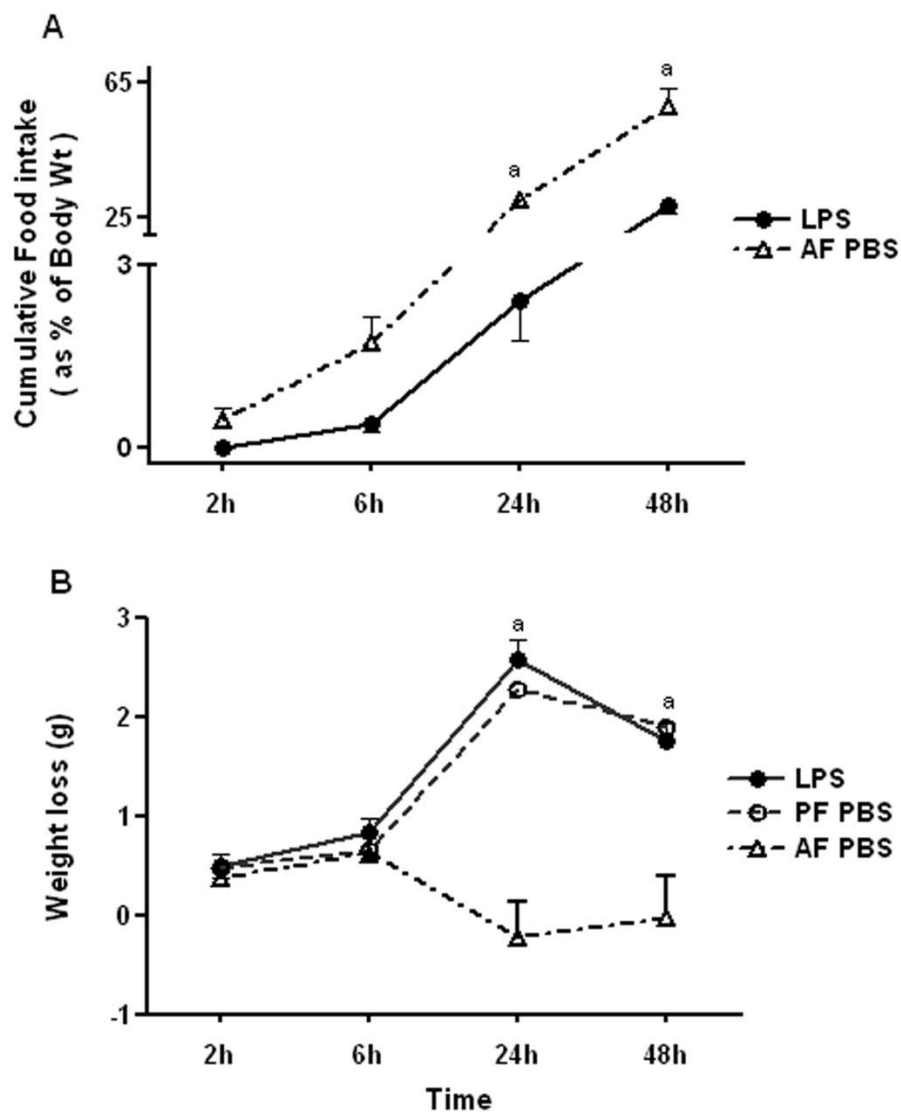 A
Cumulative Food intake
( as % of Body Wt )
65
25
3
0
a
a
2h 6h 24h 48h
LPS
AF PBS
B
Weight loss (g)
3
2
1
0
-1
a
a
2h 6h 24h 48h
Time
LPS
PF PBS
AF PBS